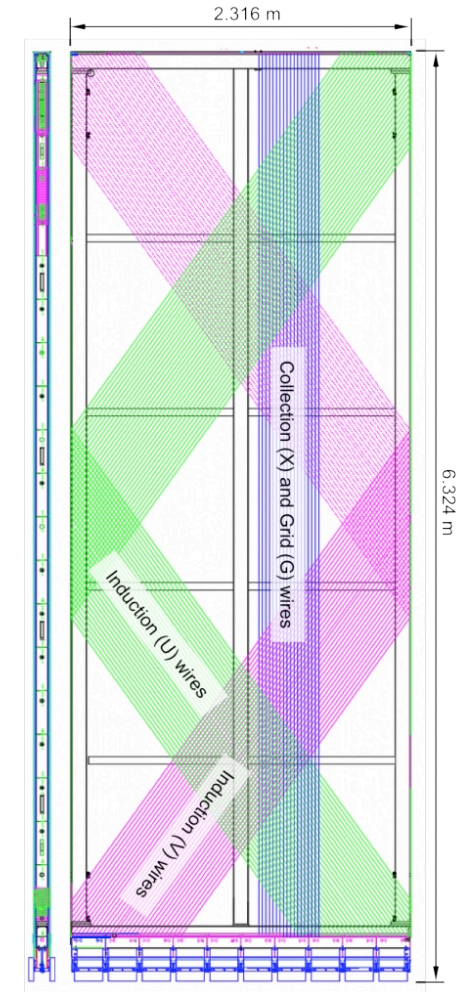 2.316 m
Collection (X) and Grid (G) wires
6.324 m
Induction (U) wires
Induction (V) wires